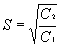 S = √(C₂/C₁)